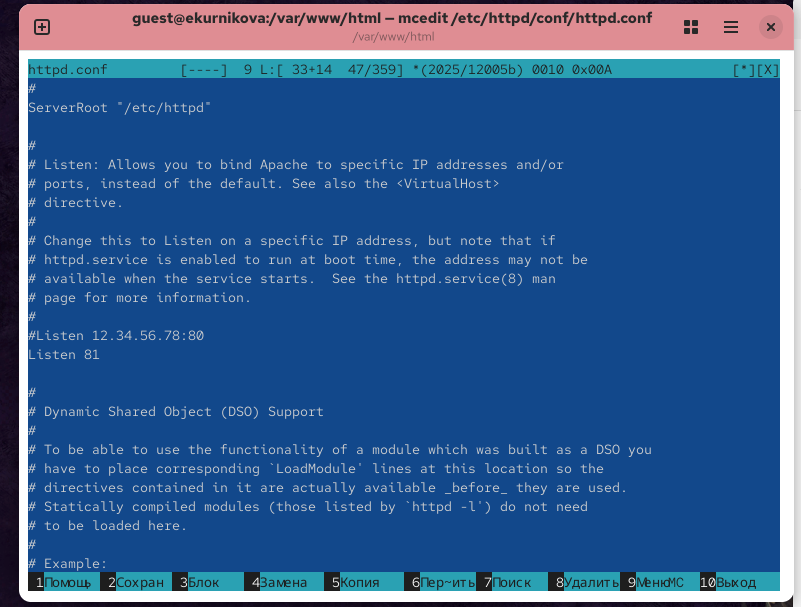 guest@ekurnikova:/var/www/html — mcedit /etc/httpd/conf/httpd.conf
/var/www/html
httpd.conf         [----]  9 L:[ 33+14  47/359] *(2025/12005b) 0010 0x00A               [*][X]
#
ServerRoot "/etc/httpd"
#
# Listen: Allows you to bind Apache to specific IP addresses and/or
# ports, instead of the default. See also the <VirtualHost>
# directive.
#
# Change this to Listen on a specific IP address, but note that if
# httpd.service is enabled to run at boot time, the address may not be
# available when the service starts.  See the httpd.service(8) man
# page for more information.
#
#Listen 12.34.56.78:80
Listen 81
#
# Dynamic Shared Object (DSO) Support
#
# To be able to use the functionality of a module which was built as a DSO you
# have to place corresponding `LoadModule' lines at this location so the
# directives contained in it are actually available _before_ they are used.
# Statically compiled modules (those listed by `httpd -l') do not need
# to be loaded here.
#
# Example:
1Помощь 2Сохран 3Блок 4Замена 5Копия 6Пер~ить 7Поиск 8Удалить 9МенюMC 10Выход